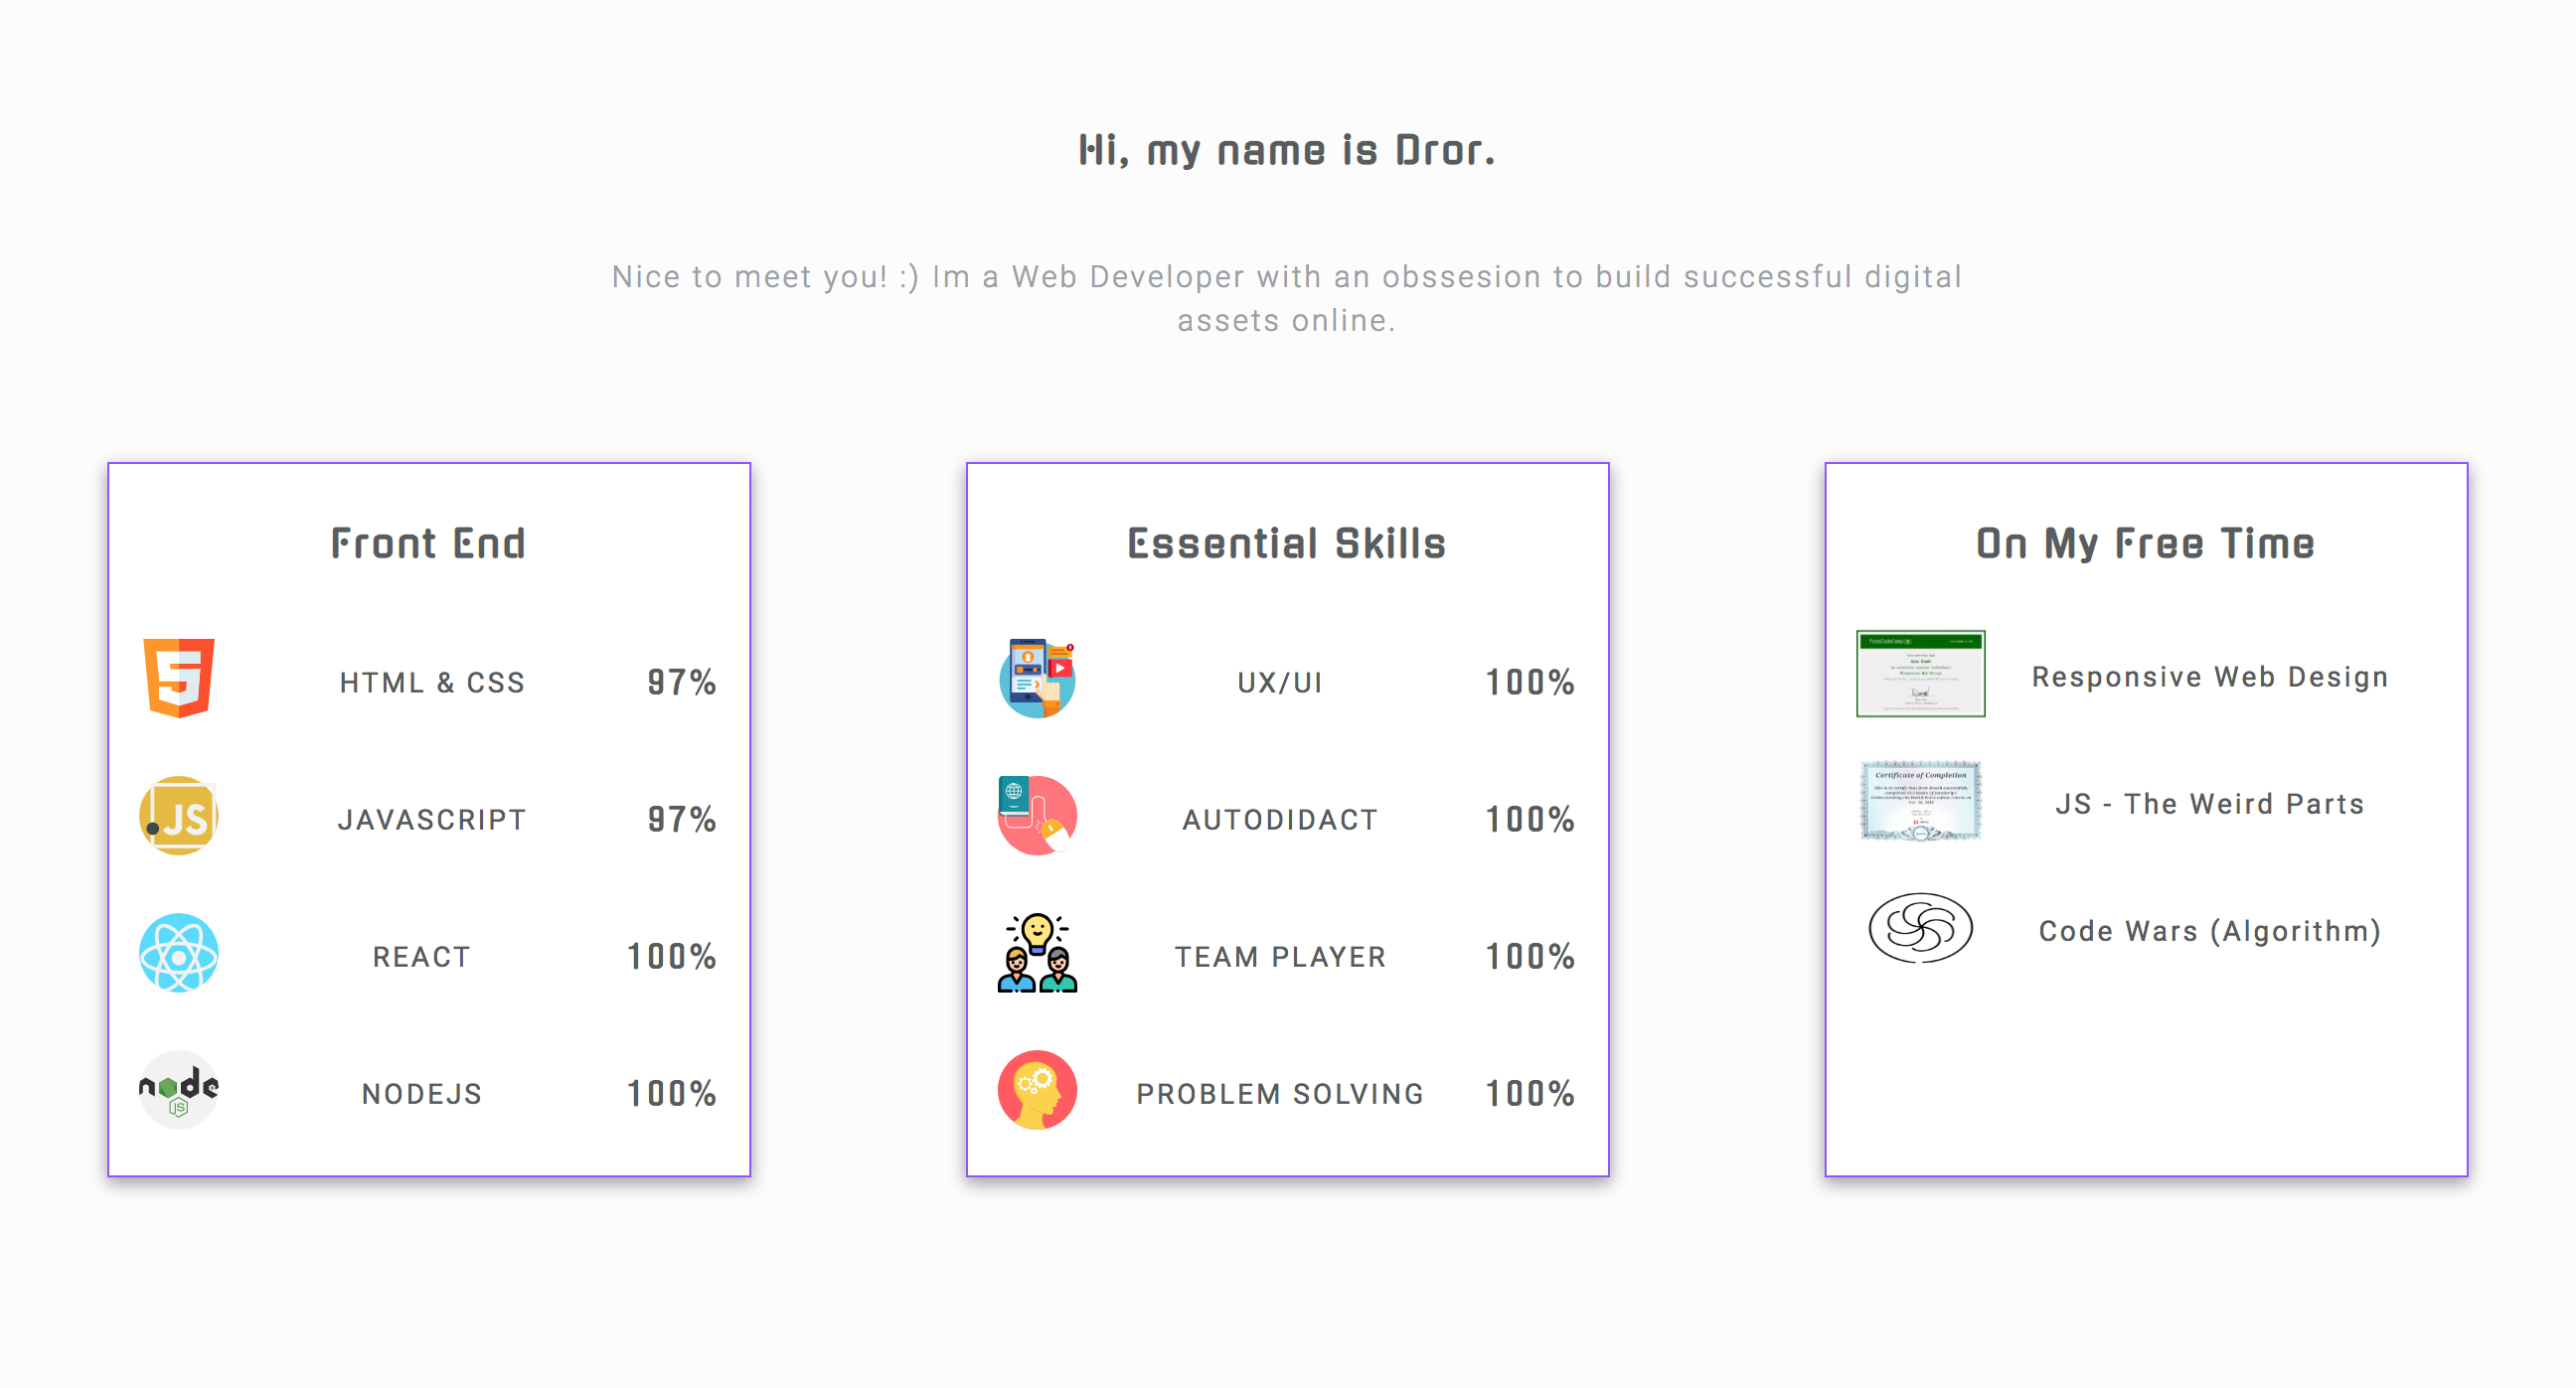 Hi, my name is Dror.
Nice to meet you! :) Im a Web Developer with an obssesion to build successful digital
assets online.
Front End
HTML & CSS 97%
JS JAVASCRIPT 97%
REACT 100%
node JS NODEJS 100%
Essential Skills
UX/UI 100%
AUTODIDACT 100%
TEAM PLAYER 100%
PROBLEM SOLVING 100%
On My Free Time
Responsive Web Design
Certificate of Completion
JS - The Weird Parts
Code Wars (Algorithm)